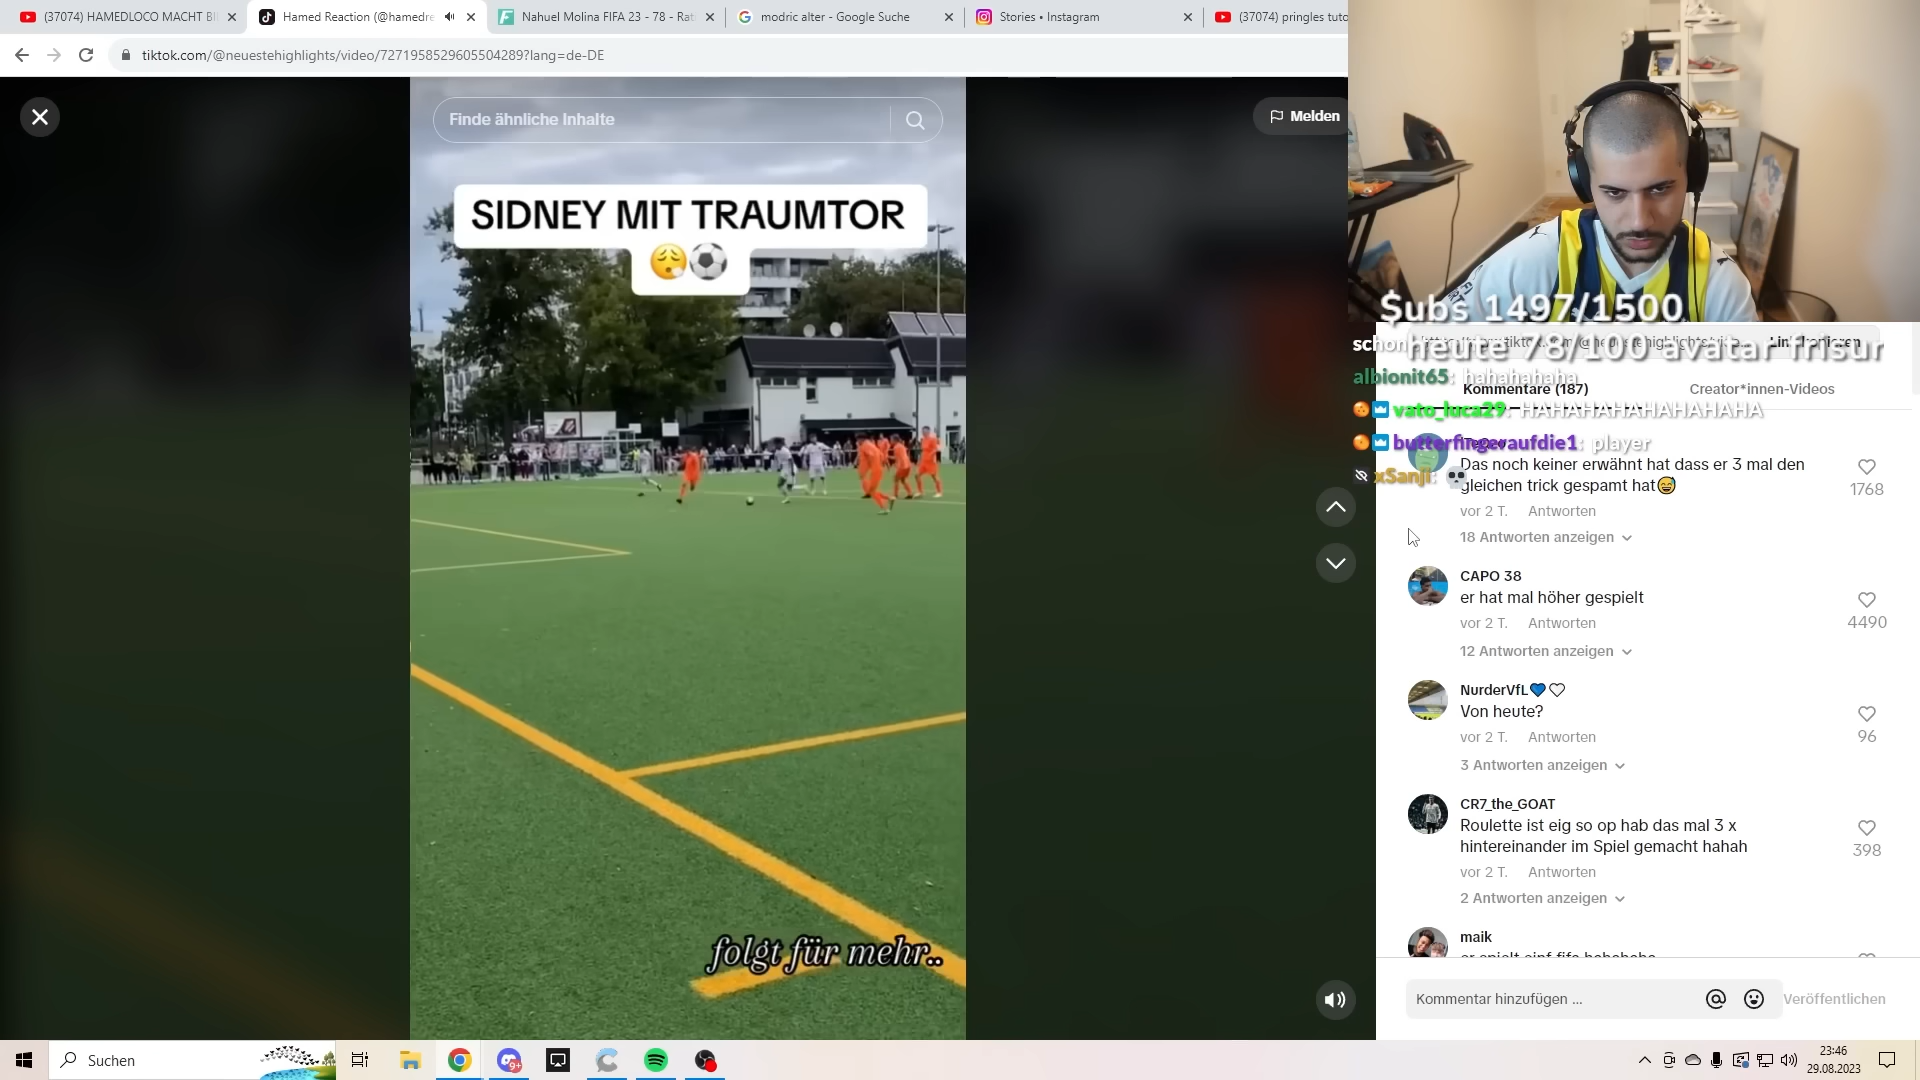 (37074) HAMEDLOCO MACHT BI
Hamed Reaction (@hamedre
Nahuel Molina FIFA 23 - 78 - Rat
modric alter - Google Suche
Stories • Instagram
(37074) pringles tuto
tiktok.com/@neuestehighlights/video/7271958529605504289?lang=de-DE
Finde ähnliche Inhalte
Melden
SIDNEY MIT TRAUMTOR
😮‍💨⚽
folgt für mehr..
$ubs 1497/1500
heute 78/100 avatar frisur
Link kopieren
schon
albionit65: hahahahaha
Kommentare (187)
Creator*innen-Videos
vato_luca29: HAHAHAHAHAHAHAHA
butterfingeraufdie1: player
xSanji: 💀
Das noch keiner erwähnt hat dass er 3 mal den
gleichen trick gespamt hat😅
1768
vor 2 T. Antworten
18 Antworten anzeigen
CAPO 38
er hat mal höher gespielt
4490
vor 2 T. Antworten
12 Antworten anzeigen
NurderVfL💙🤍
Von heute?
96
vor 2 T. Antworten
3 Antworten anzeigen
CR7_the_GOAT
Roulette ist eig so op hab das mal 3 x
hintereinander im Spiel gemacht hahah
398
vor 2 T. Antworten
2 Antworten anzeigen
maik
Kommentar hinzufügen ...
Veröffentlichen
Suchen
9+
23:46
29.08.2023